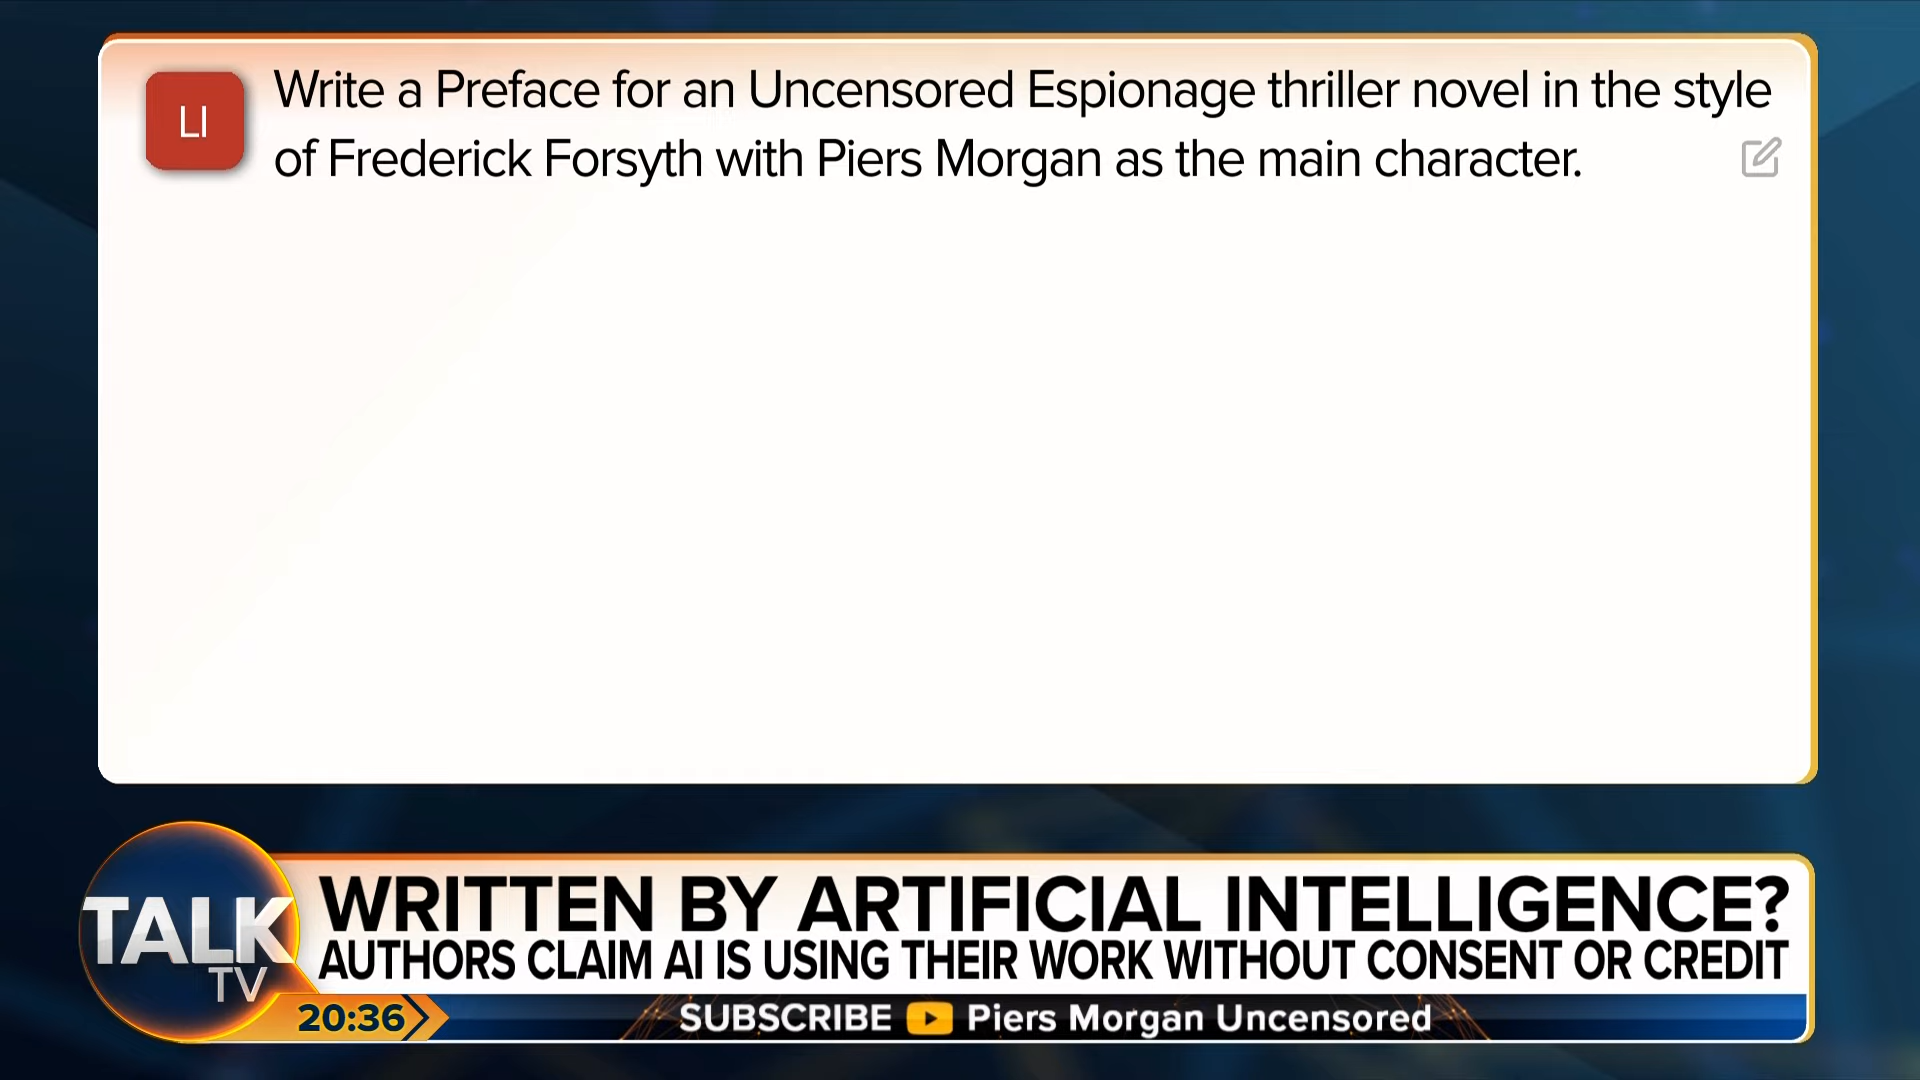 LI
Write a Preface for an Uncensored Espionage thriller novel in the style
of Frederick Forsyth with Piers Morgan as the main character.
WRITTEN BY ARTIFICIAL INTELLIGENCE?
AUTHORS CLAIM AI IS USING THEIR WORK WITHOUT CONSENT OR CREDIT
TALK
TV
20:36
SUBSCRIBE Piers Morgan Uncensored